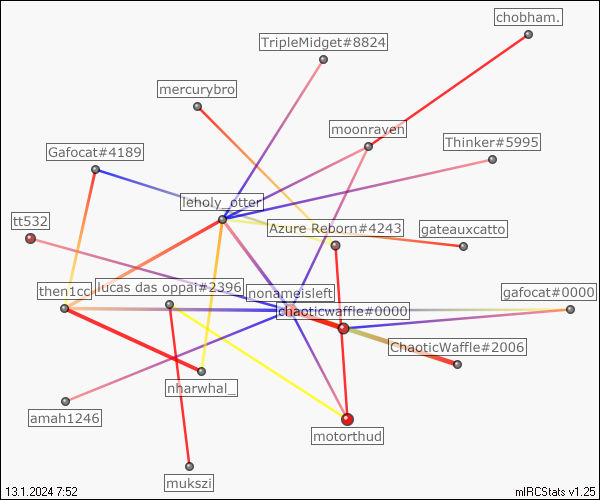 chobham.
TripleMidget#8824
mercurybro
moonraven
Thinker#5995
Gafocat#4189
leholy_otter
tt532
Azure Reborn#4243
gateauxcatto
then1cc
lucas das oppai#2396
nonameisleft
gafocat#0000
chaoticwaffle#0000
ChaoticWaffle#2006
nharwhal_
amah1246
motorthud
mukszi
13.1.2024 7:52
mIRCStats v1.25